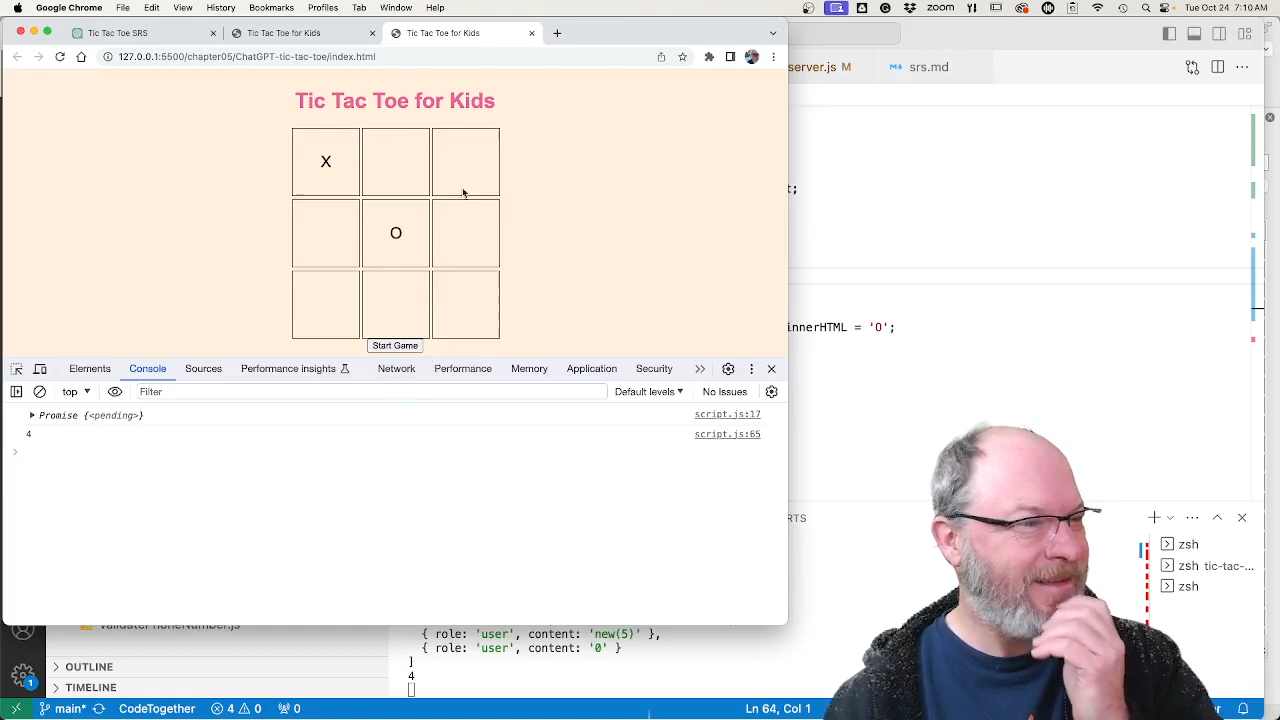 Google Chrome File Edit View History Bookmarks Profiles Tab Window Help Tue Oct 24 7:10 AM
Tic Tac Toe SRS Tic Tac Toe for Kids Tic Tac Toe for Kids
127.0.0.1:5500/chapter05/ChatGPT-tic-tac-toe/index.html
server.js M srs.md
Tic Tac Toe for Kids
X
t;
O
innerHTML = 'O';
Start Game
Elements Console Sources Performance insights Network Performance Memory Application Security
top Filter Default levels No Issues
Promise {<pending>} script.js:17
4 script.js:65
>
RTS
zsh
zsh tic-tac-...
zsh
{ role: 'user', content: 'new(5)' },
{ role: 'user', content: '0' }
]
4
OUTLINE
TIMELINE
1
main* CodeTogether 4 0 0 Ln 64, Col 1